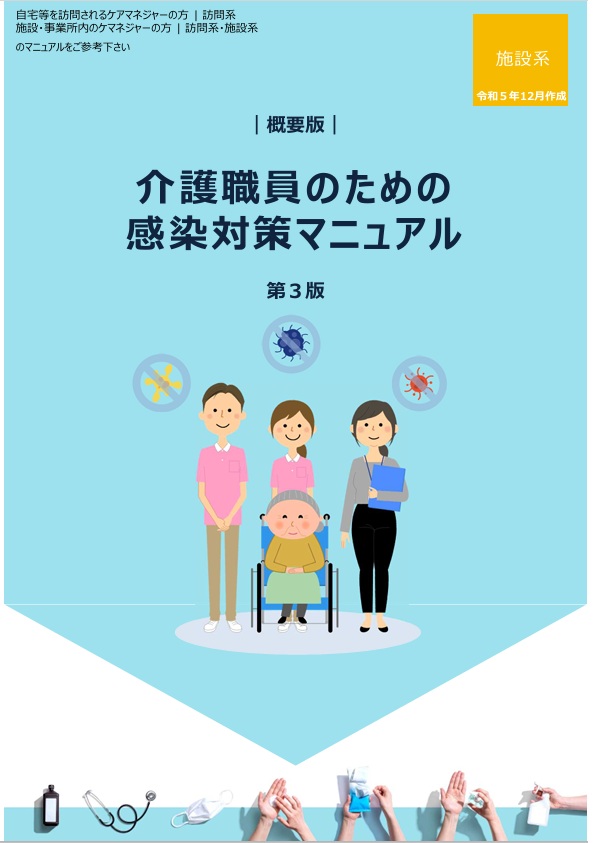 自宅等を訪問されるケアマネジャーの方 | 訪問系
施設・事業所内のケマネジャーの方 | 訪問系・施設系
のマニュアルをご参考下さい
施設系
令和５年12月作成
| 概要版 |
介護職員のための
感染対策マニュアル
第３版